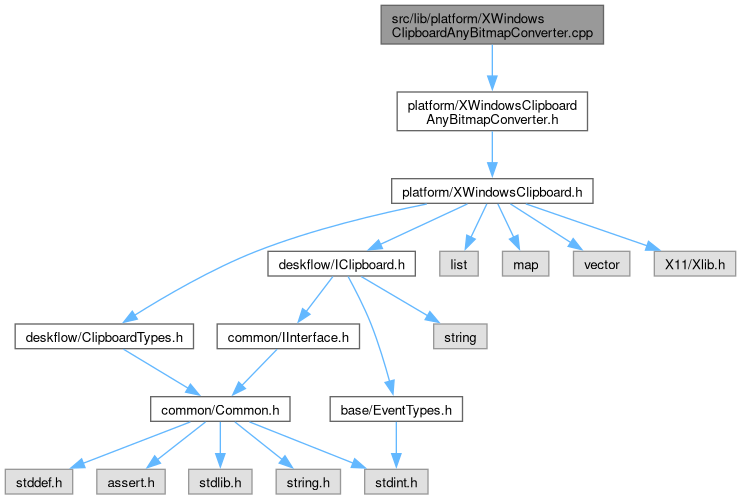 src/lib/platform/XWindows
ClipboardAnyBitmapConverter.cpp
platform/XWindowsClipboard
AnyBitmapConverter.h
platform/XWindowsClipboard.h
deskflow/IClipboard.h
list
map
vector
X11/Xlib.h
deskflow/ClipboardTypes.h
common/IInterface.h
string
common/Common.h
base/EventTypes.h
stddef.h
assert.h
stdlib.h
string.h
stdint.h